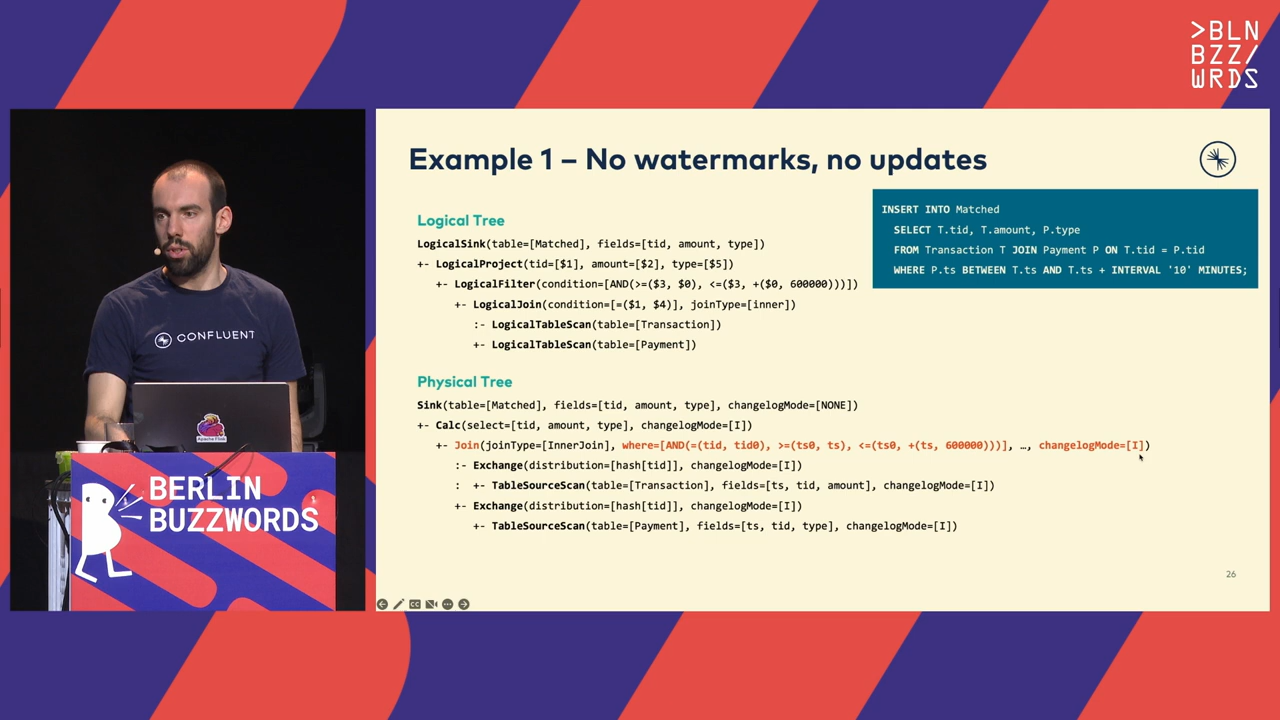 >BLN
BZZ/
WRDS
Example 1 – No watermarks, no updates
INSERT INTO Matched
SELECT T.tid, T.amount, P.type
FROM Transaction T JOIN Payment P ON T.tid = P.tid
WHERE P.ts BETWEEN T.ts AND T.ts + INTERVAL '10' MINUTES;
Logical Tree
LogicalSink(table=[Matched], fields=[tid, amount, type])
+- LogicalProject(tid=[$1], amount=[$2], type=[$5])
+- LogicalFilter(condition=[AND(>=($3, $0), <=($3, +($0, 600000)))])
+- LogicalJoin(condition=[=($1, $4)], joinType=[inner])
:- LogicalTableScan(table=[Transaction])
+- LogicalTableScan(table=[Payment])
Physical Tree
Sink(table=[Matched], fields=[tid, amount, type], changelogMode=[NONE])
+- Calc(select=[tid, amount, type], changelogMode=[I])
+- Join(joinType=[InnerJoin], where=[AND(=(tid, tid0), >=(ts0, ts), <=(ts0, +(ts, 600000)))], …, changelogMode=[I])
:- Exchange(distribution=[hash[tid]], changelogMode=[I])
: +- TableSourceScan(table=[Transaction], fields=[ts, tid, amount], changelogMode=[I])
+- Exchange(distribution=[hash[tid]], changelogMode=[I])
+- TableSourceScan(table=[Payment], fields=[ts, tid, type], changelogMode=[I])
26
CC
CONFLUENT
Apache Flink
BERLIN
BUZZWORDS